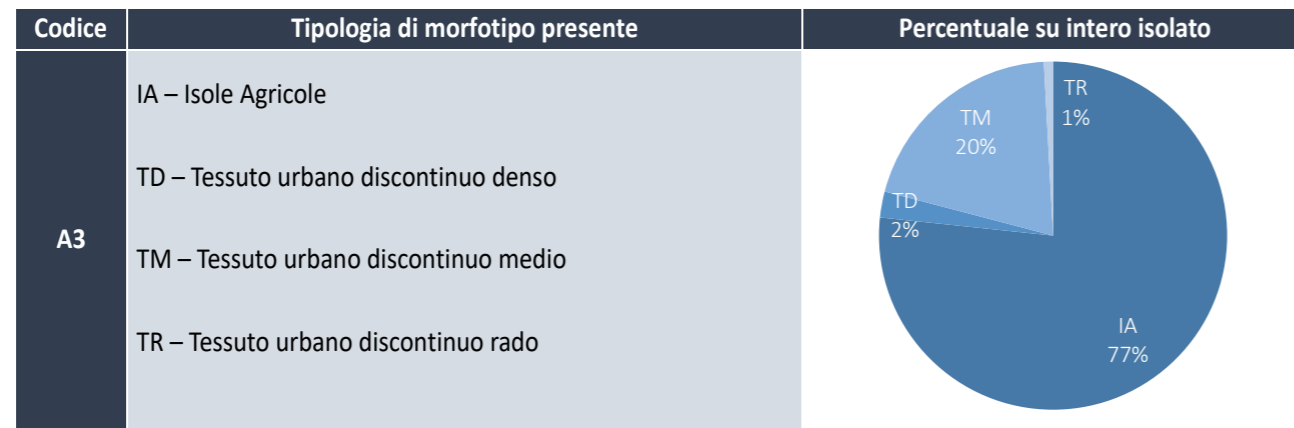 Codice Tipologia di morfotipo presente Percentuale su intero isolato
A3
IA – Isole Agricole
TD – Tessuto urbano discontinuo denso
TM – Tessuto urbano discontinuo medio
TR – Tessuto urbano discontinuo rado
TR
1%
TM
20%
TD
2%
IA
77%